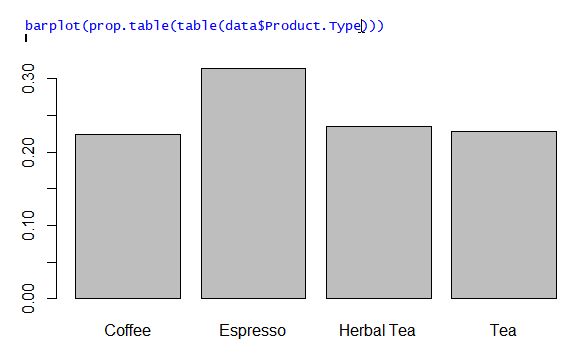 barplot(prop.table(table(data$Product.Type)))
0.30
0.20
0.10
0.00
Coffee Espresso Herbal Tea Tea